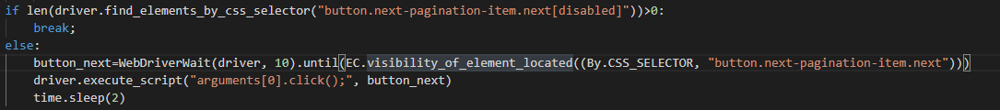 if len(driver.find_elements_by_css_selector("button.next-pagination-item.next[disabled]"))>0:
    break;
else:
    button_next=WebDriverWait(driver, 10).until(EC.visibility_of_element_located((By.CSS_SELECTOR, "button.next-pagination-item.next")))
    driver.execute_script("arguments[0].click();", button_next)
    time.sleep(2)